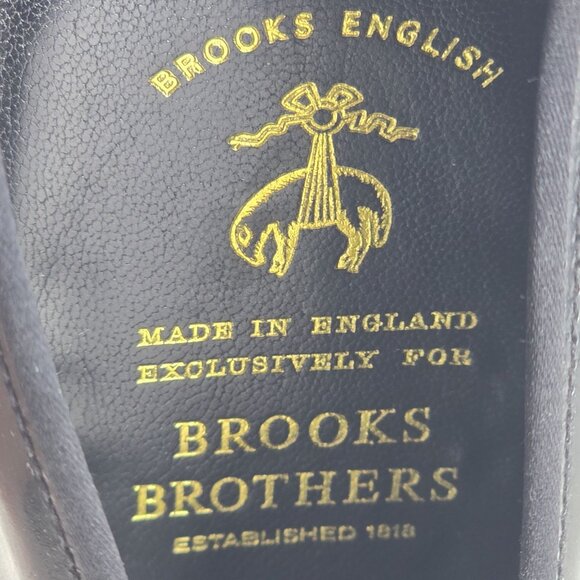 BROOKS ENGLISH
MADE IN ENGLAND
EXCLUSIVELY FOR
BROOKS
BROTHERS
ESTABLISHED 1818